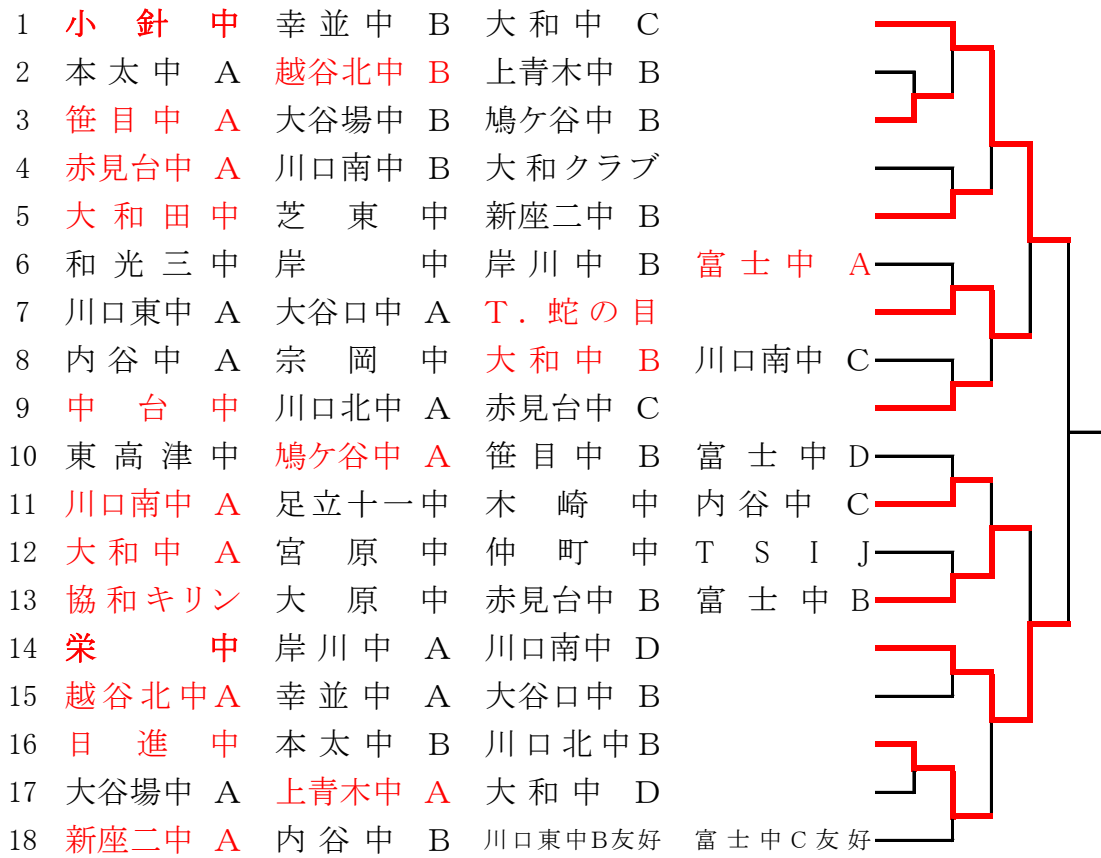 1 小針中 幸並中 B 大和中 C
2 本太中 A 越谷北中 B 上青木中 B
3 笹目中 A 大谷場中 B 鳩ケ谷中 B
4 赤見台中 A 川口南中 B 大和クラブ
5 大和田中 芝東中 新座二中 B
6 和光三中 岸中 岸川中 B 富士中 A
7 川口東中 A 大谷口中 A T．蛇の目
8 内谷中 A 宗岡中 大和中 B 川口南中 C
9 中台中 川口北中 A 赤見台中 C
10 東高津中 鳩ケ谷中 A 笹目中 B 富士中D
11 川口南中 A 足立十一中 木崎中 内谷中 C
12 大和中 A 宮原中 仲町中 TSIJ
13 協和キリン 大原中 赤見台中 B 富士中B
14 栄中 岸川中 A 川口南中 D
15 越谷北中A 幸並中 A 大谷口中 B
16 日進中 本太中 B 川口北中B
17 大谷場中 A 上青木中 A 大和中 D
18 新座二中 A 内谷中 B 川口東中B友好 富士中C友好